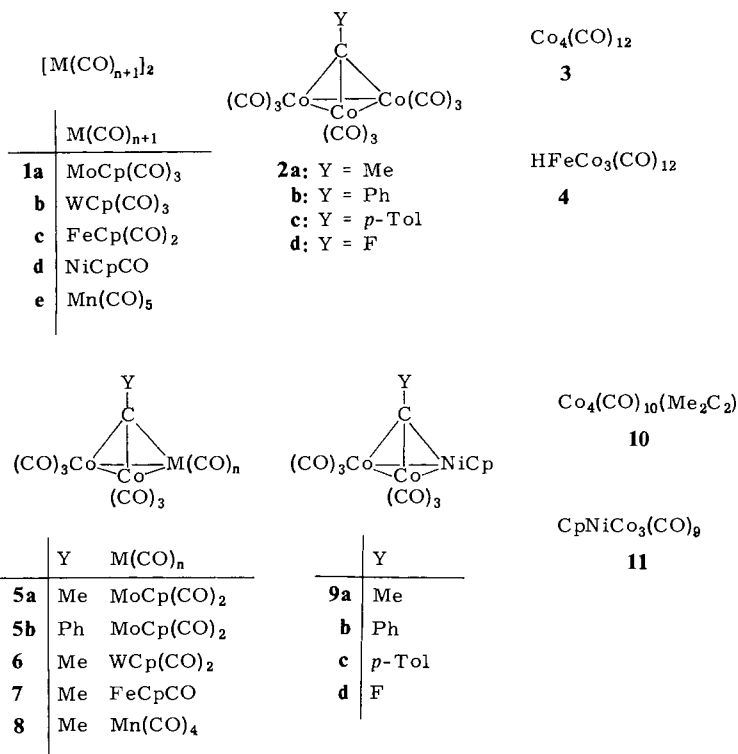 [M(CO)ₙ₊₁]₂
M(CO)ₙ₊₁
1a MoCp(CO)₃
b WCp(CO)₃
c FeCp(CO)₂
d NiCpCO
e Mn(CO)₅
Y
C
(CO)₃Co Co(CO)₃
Co
(CO)₃
2a: Y = Me
b: Y = Ph
c: Y = p-Tol
d: Y = F
Co₄(CO)₁₂
3
HFeCo₃(CO)₁₂
4
Y
C
(CO)₃Co M(CO)ₙ
Co
(CO)₃
Y M(CO)ₙ
5a Me MoCp(CO)₂
5b Ph MoCp(CO)₂
6 Me WCp(CO)₂
7 Me FeCpCO
8 Me Mn(CO)₄
Y
C
(CO)₃Co NiCp
Co
(CO)₃
Y
9a Me
b Ph
c p-Tol
d F
Co₄(CO)₁₀(Me₂C₂)
10
CpNiCo₃(CO)₉
11